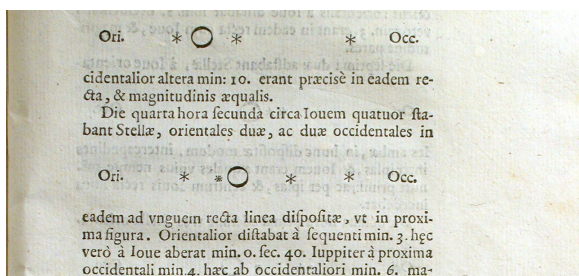 Ori. * O * * Occ.
cidentalior altera min: 10. erant præcisè in eadem re-
cta, & magnitudinis æqualis.
Die quarta hora ſecunda circa Iouem quatuor ſta-
bant Stellæ, orientales duæ, ac duæ occidentales in
Ori. * * O * * Occ.
eadem ad vnguem recta linea diſpoſitæ, vt in proxi-
ma figura. Orientalior diſtabat à ſequenti min. 3. hęc
verò à Ioue aberat min. 0. ſec. 40. Iuppiter à proxima
occidentali min. 4. hæc ab occidentaliori min. 6. ma-